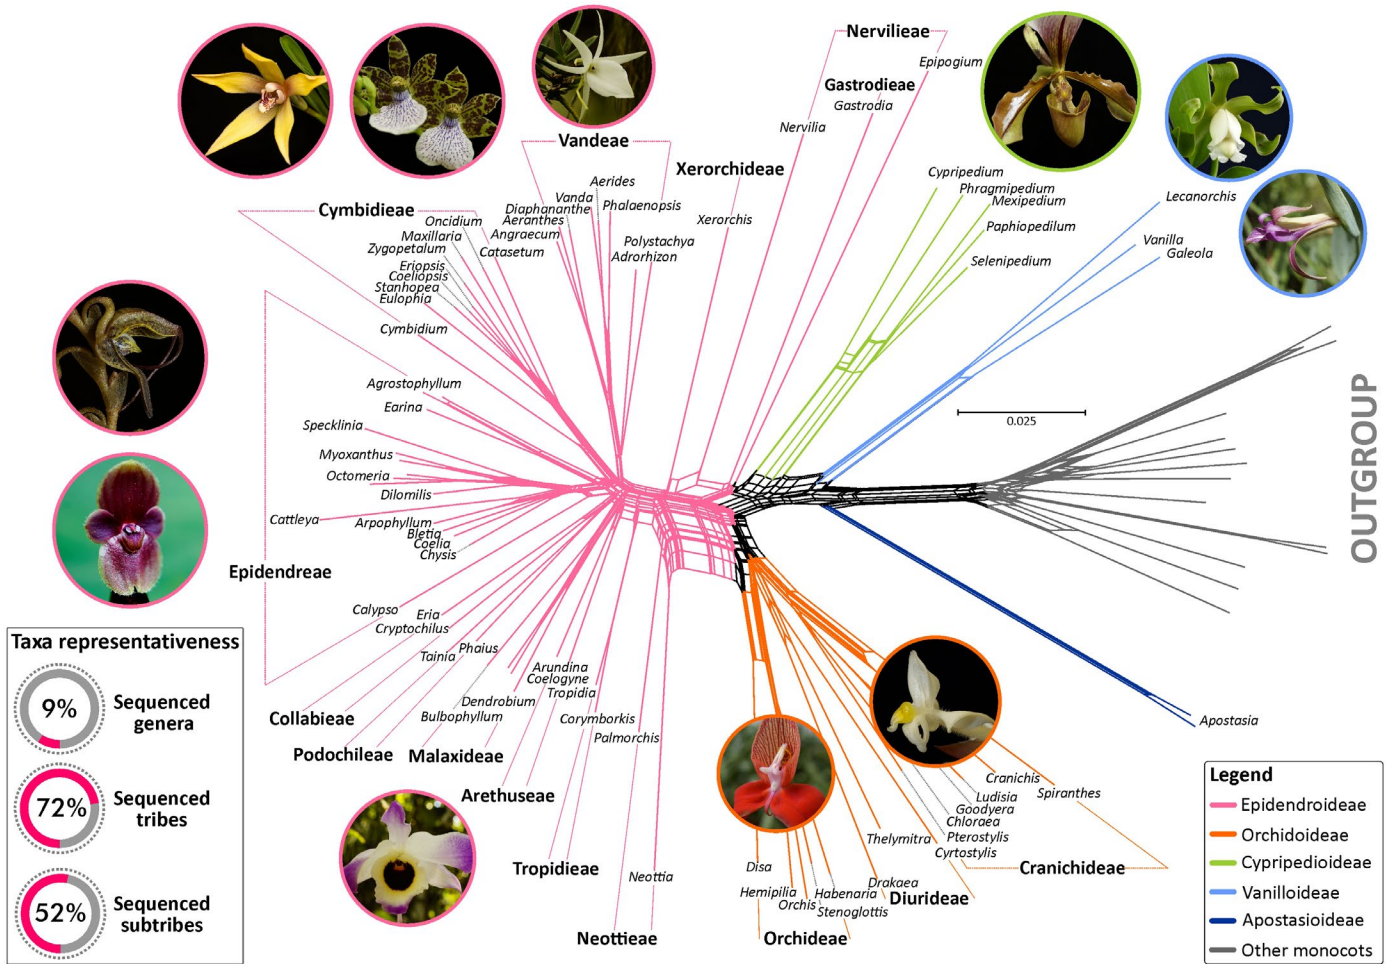 Nervilieae
Epipogium
Gastrodieae
Gastrodia
Nervilia
Vandeae
Xerorchideae
Aerides
Vanda
Diaphananthe
Phalaenopsis
Aeranthes
Angraecum
Polystachya
Adrorhizon
Xerorchis
Cypripedium
Phragmipedium
Mexipedium
Paphiopedilum
Selenipedium
Lecanorchis
Vanilla
Galeola
Cymbidieae
Oncidium
Maxillaria
Zygopetalum
Catasetum
Eriopsis
Coeliopsis
Stanhopea
Eulophia
Cymbidium
Agrostophyllum
Earina
Specklinia
Myoxanthus
Octomeria
Dilomilis
Cattleya
Arpophyllum
Bletia
Coelia
Chysis
Epidendreae
Calypso
Eria
Cryptochilus
Tainia
Phaius
Arundina
Coelogyne
Tropidia
Dendrobium
Bulbophyllum
Corymborkis
Palmorchis
Collabieae
Podochileae
Malaxideae
Arethuseae
Tropidieae
Neottia
Neottieae
0.025
OUTGROUP
Apostasia
Cranichis
Spiranthes
Ludisia
Goodyera
Chloraea
Pterostylis
Cyrtostylis
Thelymitra
Cranichideae
Disa
Drakaea
Hemipilia
Habenaria
Diurideae
Orchis
Stenoglottis
Orchideae
Taxa representativeness
9%
Sequenced
genera
72%
Sequenced
tribes
52%
Sequenced
subtribes
Legend
Epidendroideae
Orchidoideae
Cypripedioideae
Vanilloideae
Apostasioideae
Other monocots